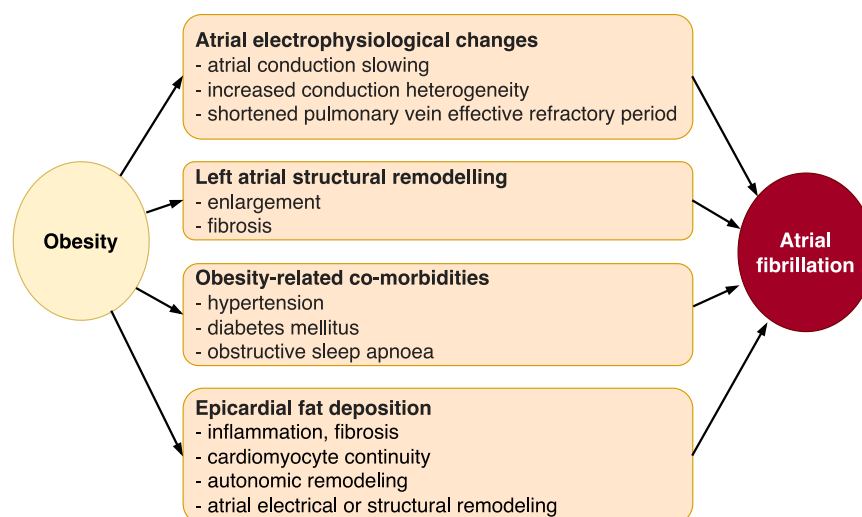 Obesity
Atrial electrophysiological changes
- atrial conduction slowing
- increased conduction heterogeneity
- shortened pulmonary vein effective refractory period
Left atrial structural remodelling
- enlargement
- fibrosis
Obesity-related co-morbidities
- hypertension
- diabetes mellitus
- obstructive sleep apnoea
Epicardial fat deposition
- inflammation, fibrosis
- cardiomyocyte continuity
- autonomic remodeling
- atrial electrical or structural remodeling
Atrial
fibrillation